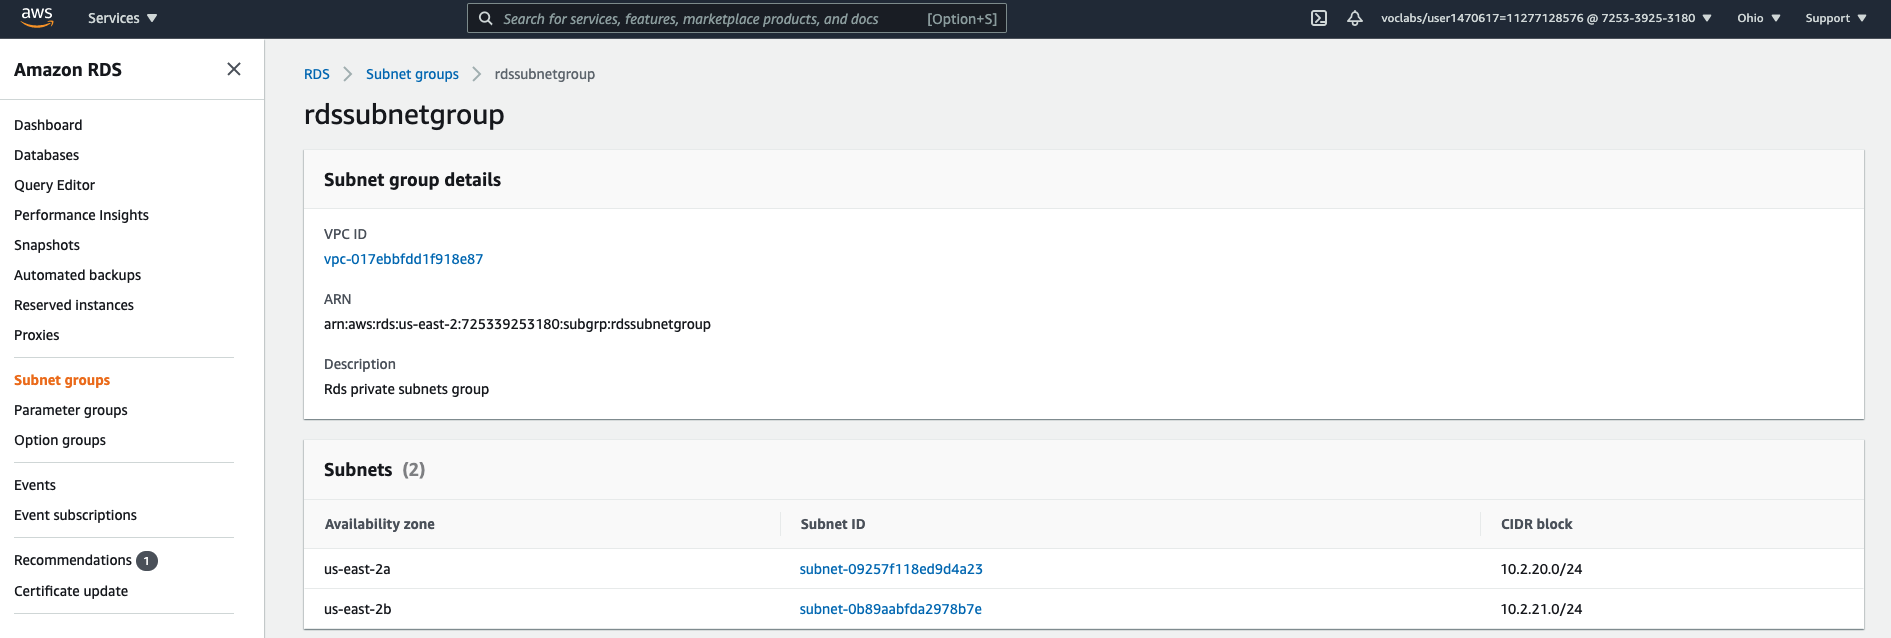 aws
Services
Search for services, features, marketplace products, and docs [Option+S]
voclabs/user1470617=11277128576 @ 7253-3925-3180
Ohio
Support
Amazon RDS
Dashboard
Databases
Query Editor
Performance Insights
Snapshots
Automated backups
Reserved instances
Proxies
Subnet groups
Parameter groups
Option groups
Events
Event subscriptions
Recommendations 1
Certificate update
RDS > Subnet groups > rdssubnetgroup
rdssubnetgroup
Subnet group details
VPC ID
vpc-017ebbfdd1f918e87
ARN
arn:aws:rds:us-east-2:725339253180:subgrp:rdssubnetgroup
Description
Rds private subnets group
Subnets (2)
Availability zone Subnet ID CIDR block
us-east-2a subnet-09257f118ed9d4a23 10.2.20.0/24
us-east-2b subnet-0b89aabfda2978b7e 10.2.21.0/24